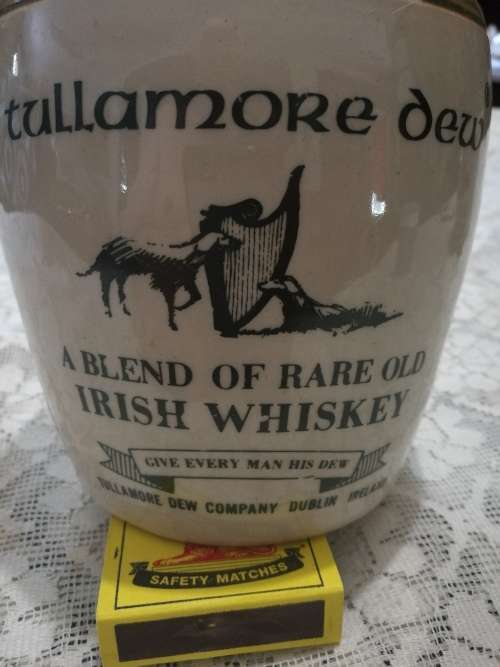 tullamore dew
A BLEND OF RARE OLD
IRISH WHISKEY
GIVE EVERY MAN HIS DEW
TULLAMORE DEW COMPANY DUBLIN IRELAND
SAFETY MATCHES